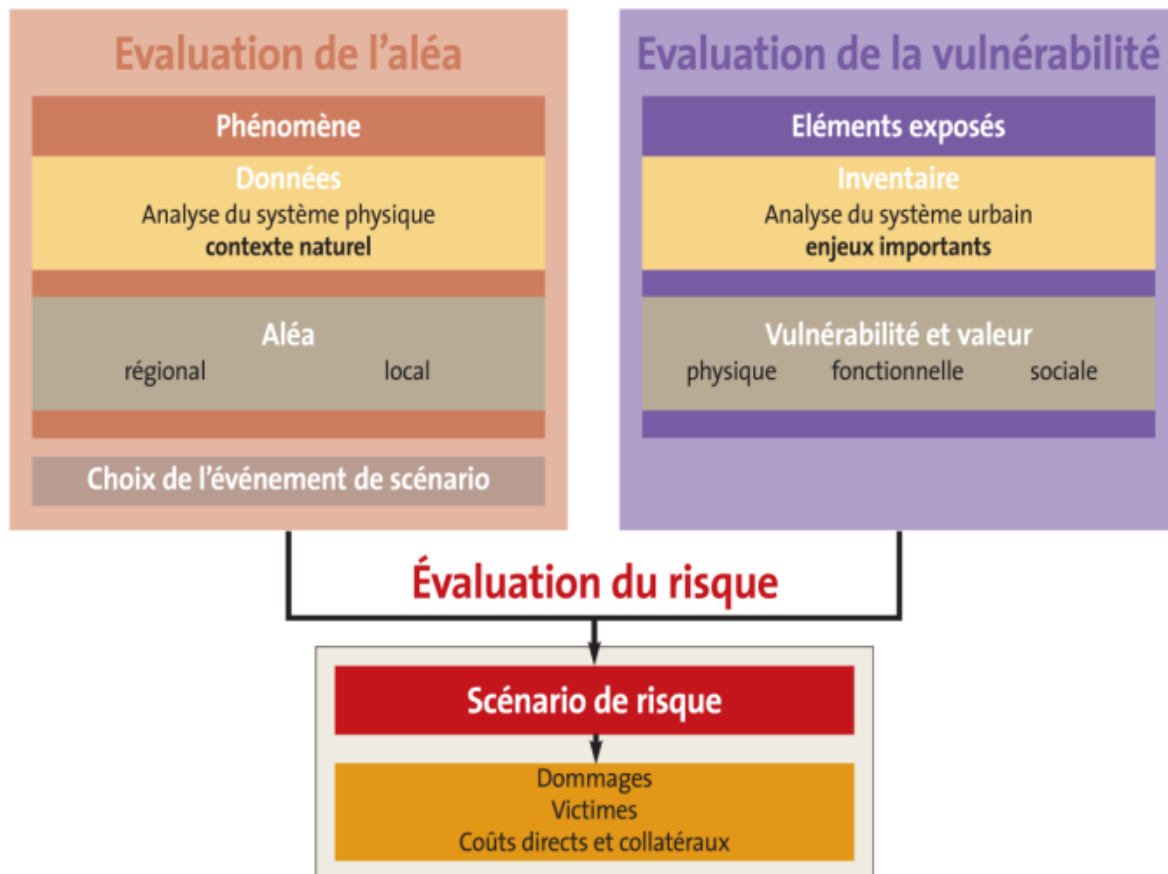 Evaluation de l'aléa
Phénomène
Données
Analyse du système physique
contexte naturel
Aléa
régional local
Choix de l'événement de scénario
Evaluation de la vulnérabilité
Eléments exposés
Inventaire
Analyse du système urbain
enjeux importants
Vulnérabilité et valeur
physique fonctionnelle sociale
Évaluation du risque
Scénario de risque
Dommages
Victimes
Coûts directs et collatéraux